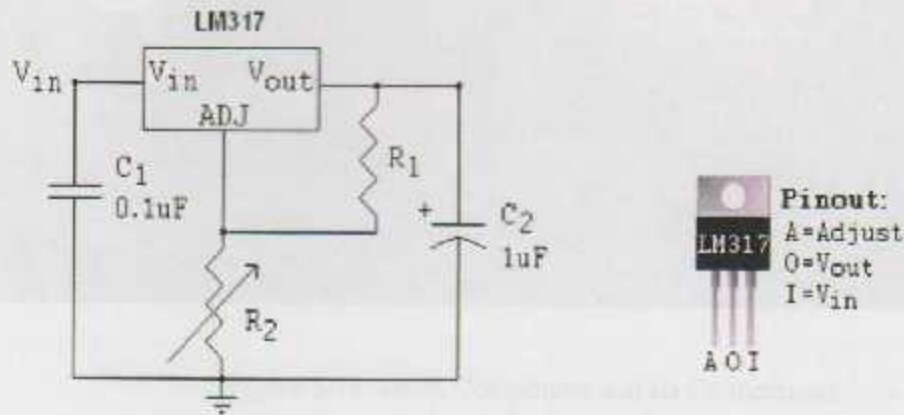 LM317
Vin
Vin
Vout
ADJ
C1
0.1uF
R1
+
C2
1uF
R2
LM317
Pinout:
A=Adjust
O=Vout
I=Vin
A O I